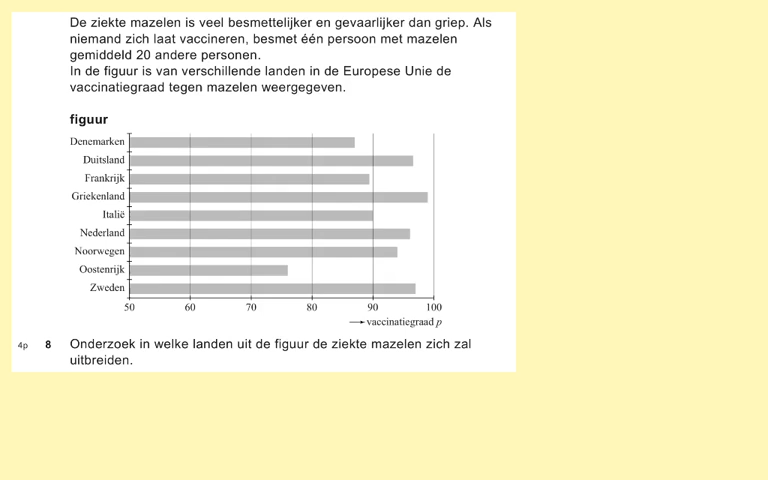 De ziekte mazelen is veel besmettelijker en gevaarlijker dan griep. Als
niemand zich laat vaccineren, besmet één persoon met mazelen
gemiddeld 20 andere personen.
In de figuur is van verschillende landen in de Europese Unie de
vaccinatiegraad tegen mazelen weergegeven.
figuur
Denemarken
Duitsland
Frankrijk
Griekenland
Italië
Nederland
Noorwegen
Oostenrijk
Zweden
50 60 70 80 90 100
vaccinatiegraad p
4p 8 Onderzoek in welke landen uit de figuur de ziekte mazelen zich zal
uitbreiden.